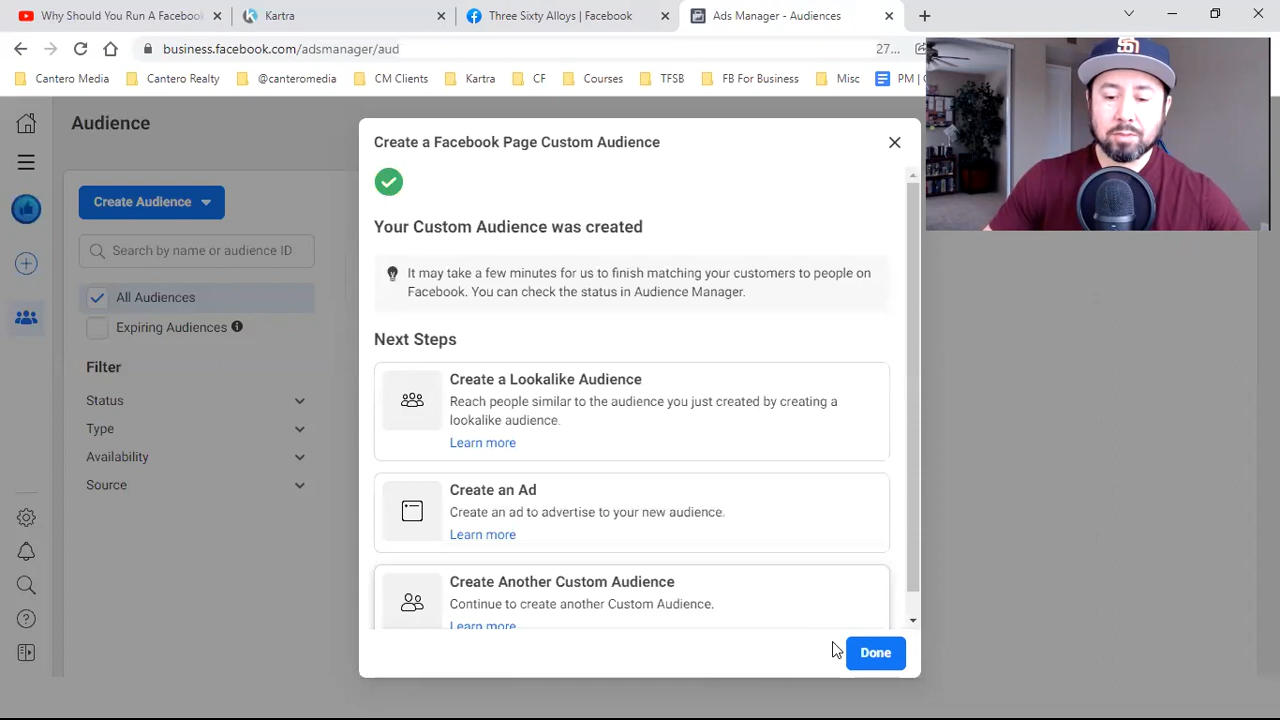 Why Should You Run A Facebook
Kartra
Three Sixty Alloys | Facebook
Ads Manager - Audiences
business.facebook.com/adsmanager/aud
27...
Cantero Media
Cantero Realty
@canteromedia
CM Clients
Kartra
CF
Courses
TFSB
FB For Business
Misc
PM | C
Audience
Create Audience
Search by name or audience ID
All Audiences
Expiring Audiences
Filter
Status
Type
Availability
Source
Create a Facebook Page Custom Audience
Your Custom Audience was created
It may take a few minutes for us to finish matching your customers to people on
Facebook. You can check the status in Audience Manager.
Next Steps
Create a Lookalike Audience
Reach people similar to the audience you just created by creating a
lookalike audience.
Learn more
Create an Ad
Create an ad to advertise to your new audience.
Learn more
Create Another Custom Audience
Continue to create another Custom Audience.
Learn more
Done
SD